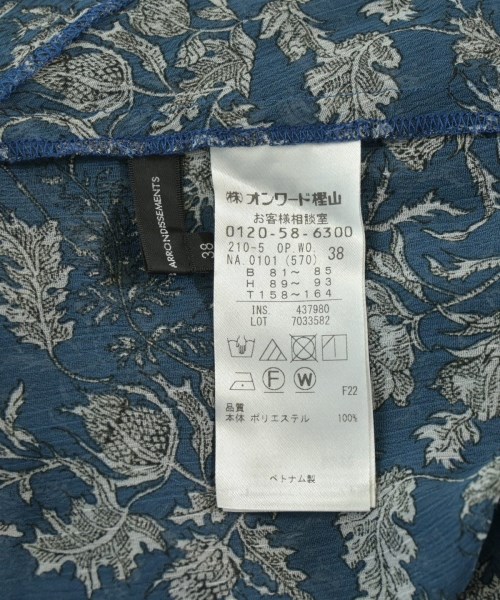 ARRONDISSEMENTS
38
(株)オンワード樫山
お客様相談室
0120-58-6300
210-5 OP.WO.
NA.0101(570) 38
B 81～ 85
H 89～ 93
T158～164
INS. 437980
LOT 7033582
F W
F22
品質
本体 ポリエステル 100%
ベトナム製